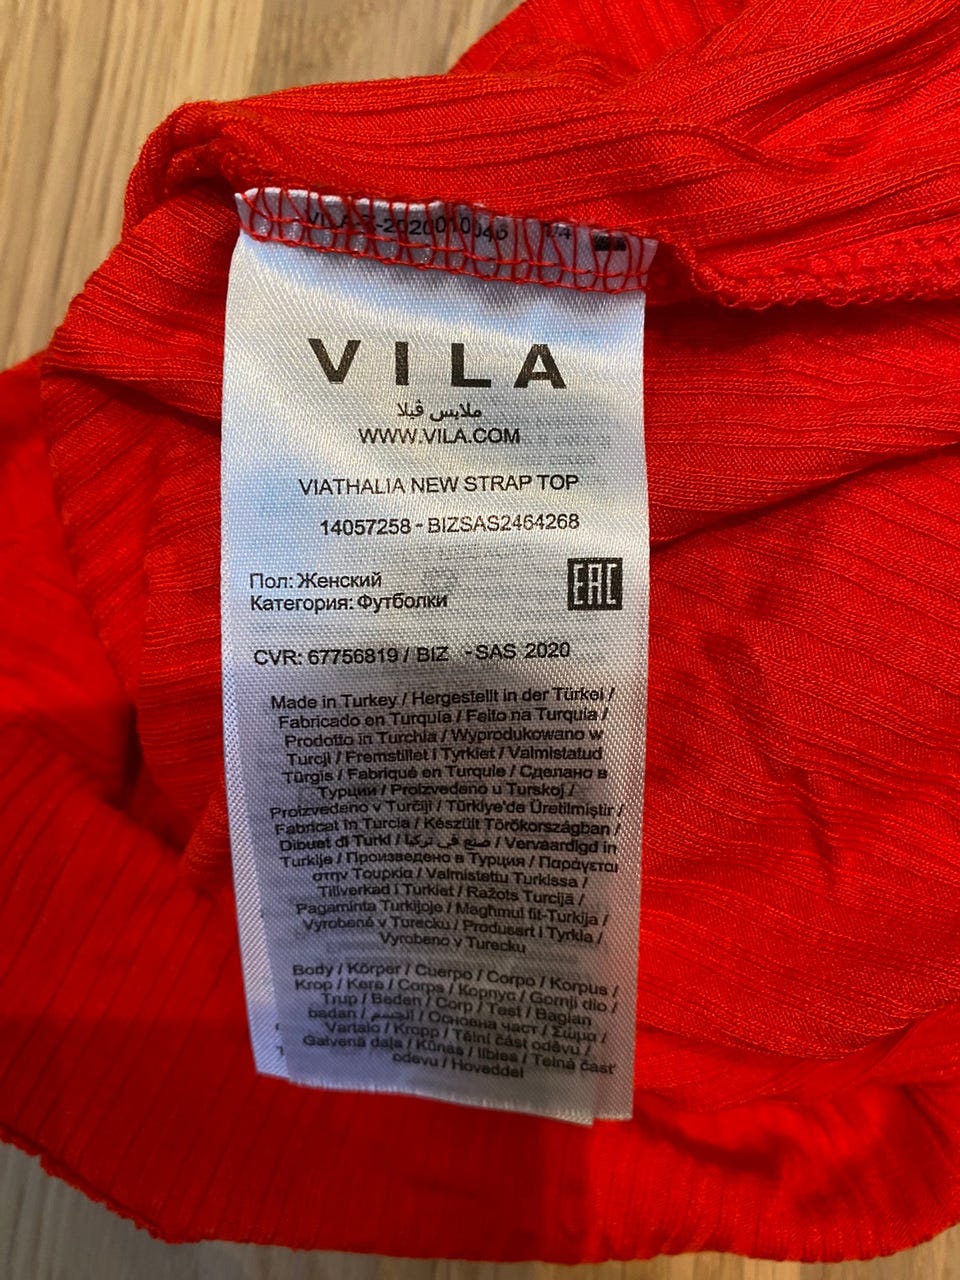 VILA
ملابس ڤيلا
WWW.VILA.COM
VIATHALIA NEW STRAP TOP
14057258 - BIZSAS2464268
Пол: Женский
Категория: Футболки
EAC
CVR: 67756819 / BIZ - SAS 2020
Made in Turkey / Hergestellt in der Türkei /
Fabricado en Turquía / Feito na Turquia /
Prodotto in Turchia / Wyprodukowano w
Turcji / Fremstillet i Tyrkiet / Valmistatud
Türgis / Fabriqué en Turquie / Сделано в
Турции / Proizvedeno u Turskoj /
Proizvedeno v Turčiji / Türkiye'de Üretilmiştir /
Fabricat în Turcia / Készült Törökországban /
Dibuat di Turki / صنع في تركيا / Vervaardigd in
Turkije / Произведено в Турция / Παράγεται
στην Τουρκία / Valmistettu Turkissa /
Tillverkad i Turkiet / Ražots Turcijā /
Pagaminta Turkijoje / Magħmul fit-Turkija /
Vyrobené v Turecku / Produsert i Tyrkia /
Vyrobeno v Turecku
Body / Körper / Cuerpo / Corpo / Korpus /
Krop / Kere / Corps / Корпус / Gornji dio /
Trup / Beden / Corp / Test / Bagian
badan / الجسم / Основна част / Σώμα /
Vartalo / Kropp / Tělní část oděvu /
Galvenā daļa / Kūnas / Ilbies / Telná časť
odevu / Hoveddel